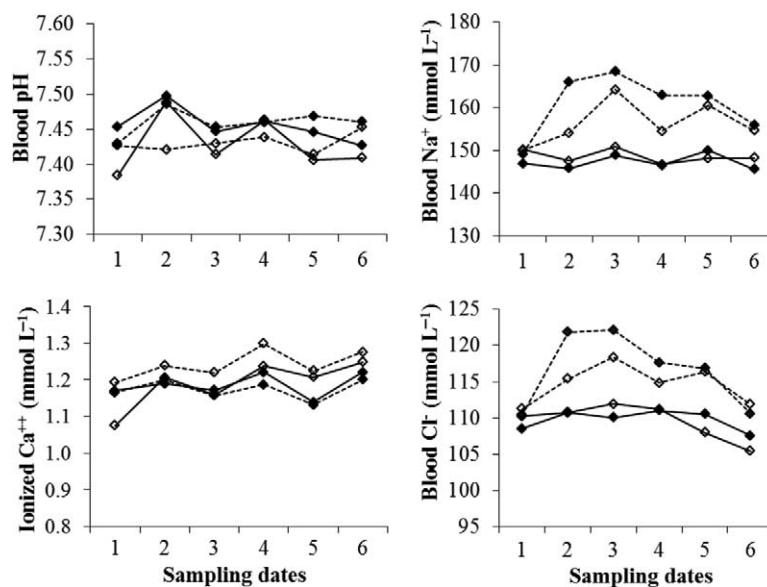 Blood pH
7.60
7.55
7.50
7.45
7.40
7.35
7.30
1 2 3 4 5 6
Blood Na⁺ (mmol L⁻¹)
180
170
160
150
140
130
1 2 3 4 5 6
Ionized Ca⁺⁺ (mmol L⁻¹)
1.4
1.3
1.2
1.1
1.0
0.9
0.8
1 2 3 4 5 6
Sampling dates
Blood Cl⁻ (mmol L⁻¹)
125
120
115
110
105
100
95
1 2 3 4 5 6
Sampling dates